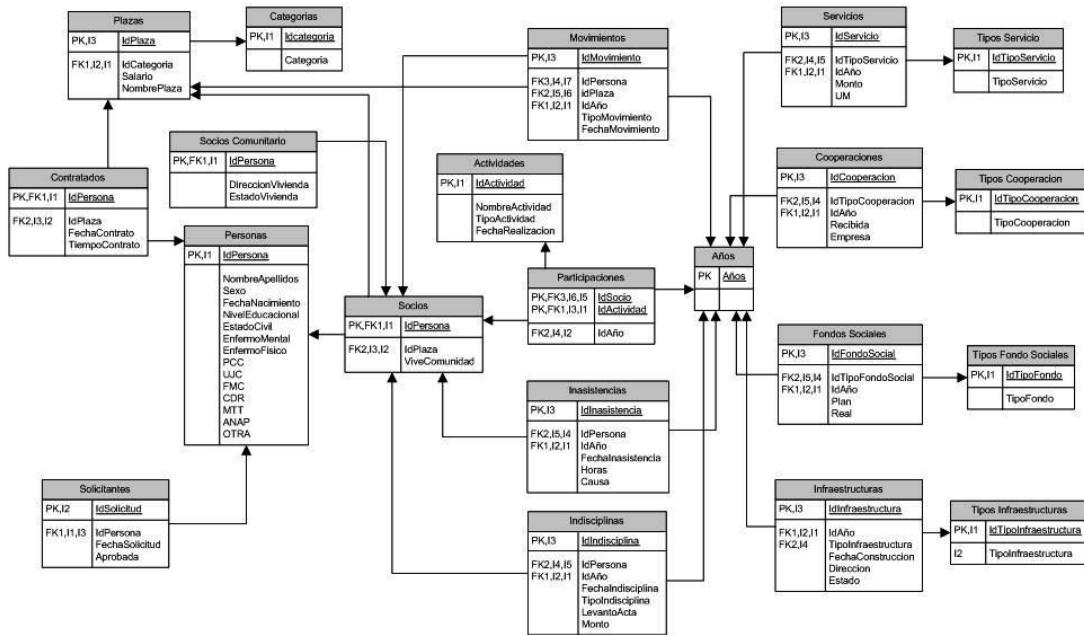 Plazas
PK,I3 IdPlaza
FK1,I2,I1 IdCategoria
Salario
NombrePlaza
Categorias
PK,I1 Idcategoria
Categoria
Movimientos
PK,I3 IdMovimiento
FK3,I4,I7 IdPersona
FK2,I5,I6 idPlaza
FK1,I2,I1 IdAño
TipoMovimiento
FechaMovimiento
Servicios
PK,I3 IdServicio
FK2,I4,I5 IdTipoServicio
FK1,I2,I1 IdAño
Monto
UM
Tipos Servicio
PK,I1 IdTipoServicio
TipoServicio
Socios Comunitario
PK,FK1,I1 IdPersona
DireccionVivienda
EstadoVivienda
Contratados
PK,FK1,I1 IdPersona
FK2,I3,I2 IdPlaza
FechaContrato
TiempoContrato
Actividades
PK,I1 IdActividad
NombreActividad
TipoActividad
FechaRealizacion
Cooperaciones
PK,I3 IdCooperacion
FK2,I5,I4 IdTipoCooperacion
FK1,I2,I1 IdAño
Recibida
Empresa
Tipos Cooperacion
PK,I1 IdTipoCooperacion
TipoCooperacion
Personas
PK,I1 IdPersona
NombreApellidos
Sexo
FechaNacimiento
NivelEducacional
EstadoCivil
EnfermoMental
EnfermoFisico
PCC
UJC
FMC
CDR
MTT
ANAP
OTRA
Socios
PK,FK1,I1 IdPersona
FK2,I3,I2 IdPlaza
ViveComunidad
Participaciones
PK,FK3,I6,I5 IdSocio
PK,FK1,I3,I1 IdActividad
FK2,I4,I2 IdAño
Años
PK Años
Fondos Sociales
PK,I3 IdFondoSocial
FK2,I5,I4 IdTipoFondoSocial
FK1,I2,I1 IdAño
Plan
Real
Tipos Fondo Sociales
PK,I1 IdTipoFondo
TipoFondo
Inasistencias
PK,I3 IdInasistencia
FK2,I5,I4 IdPersona
FK1,I2,I1 IdAño
FechaInasistencia
Horas
Causa
Solicitantes
PK,I2 IdSolicitud
FK1,I1,I3 IdPersona
FechaSolicitud
Aprobada
Indisciplinas
PK,I3 IdIndisciplina
FK2,I4,I5 IdPersona
FK1,I2,I1 IdAño
FechaIndisciplina
TipoIndisciplina
LevantoActa
Monto
Infraestructuras
PK,I3 IdInfraestructura
FK1,I2,I1 IdAño
FK2,I4 TipoInfraestructura
FechaConstruccion
Direccion
Estado
Tipos Infraestructuras
PK,I1 IdTipoInfraestructura
I2 TipoInfraestructura